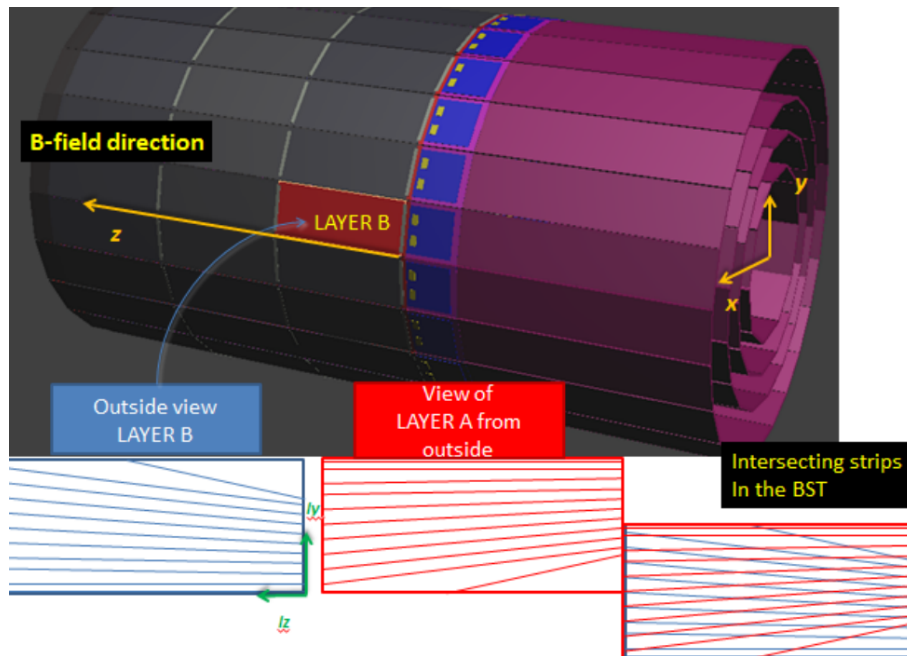 B-field direction
z
LAYER B
y
x
Outside view
LAYER B
View of
LAYER A from
outside
Intersecting strips
In the BST
ly
lz